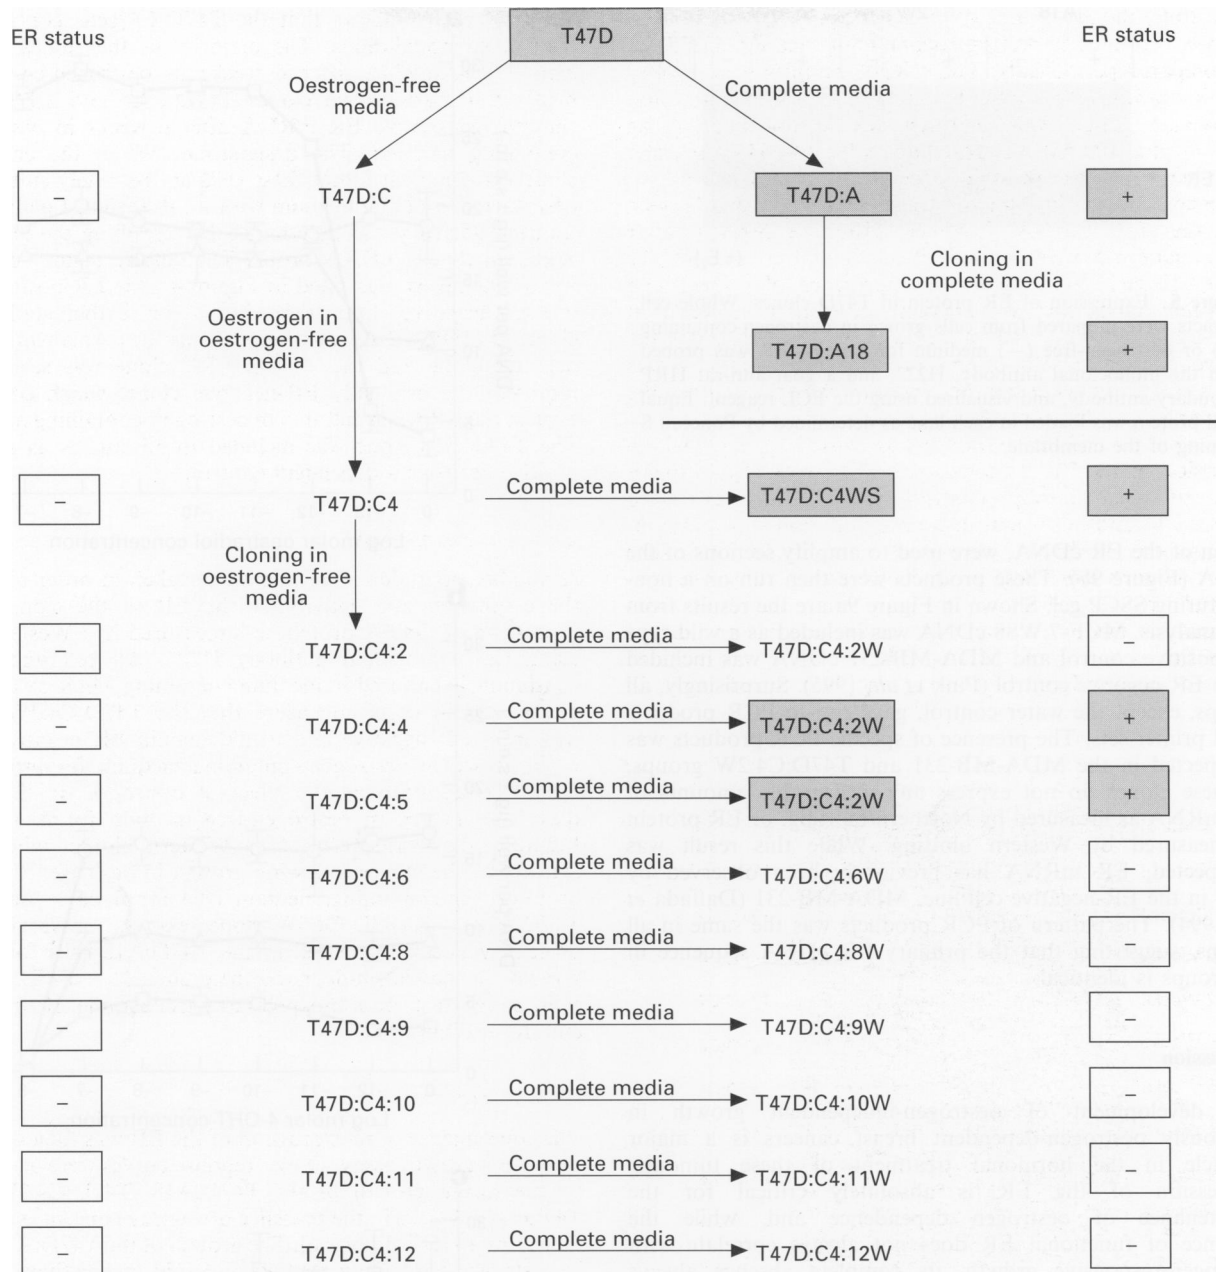 T47D
ER status
ER status
Oestrogen-free
media
Complete media
–
T47D:C
T47D:A
+
Cloning in
complete media
Oestrogen in
oestrogen-free
media
T47D:A18
+
–
T47D:C4
Complete media
T47D:C4WS
+
Cloning in
oestrogen-free
media
–
T47D:C4:2
Complete media
T47D:C4:2W
–
–
T47D:C4:4
Complete media
T47D:C4:2W
+
–
T47D:C4:5
Complete media
T47D:C4:2W
+
–
T47D:C4:6
Complete media
T47D:C4:6W
–
–
T47D:C4:8
Complete media
T47D:C4:8W
–
–
T47D:C4:9
Complete media
T47D:C4:9W
–
–
T47D:C4:10
Complete media
T47D:C4:10W
–
–
T47D:C4:11
Complete media
T47D:C4:11W
–
–
T47D:C4:12
Complete media
T47D:C4:12W
–